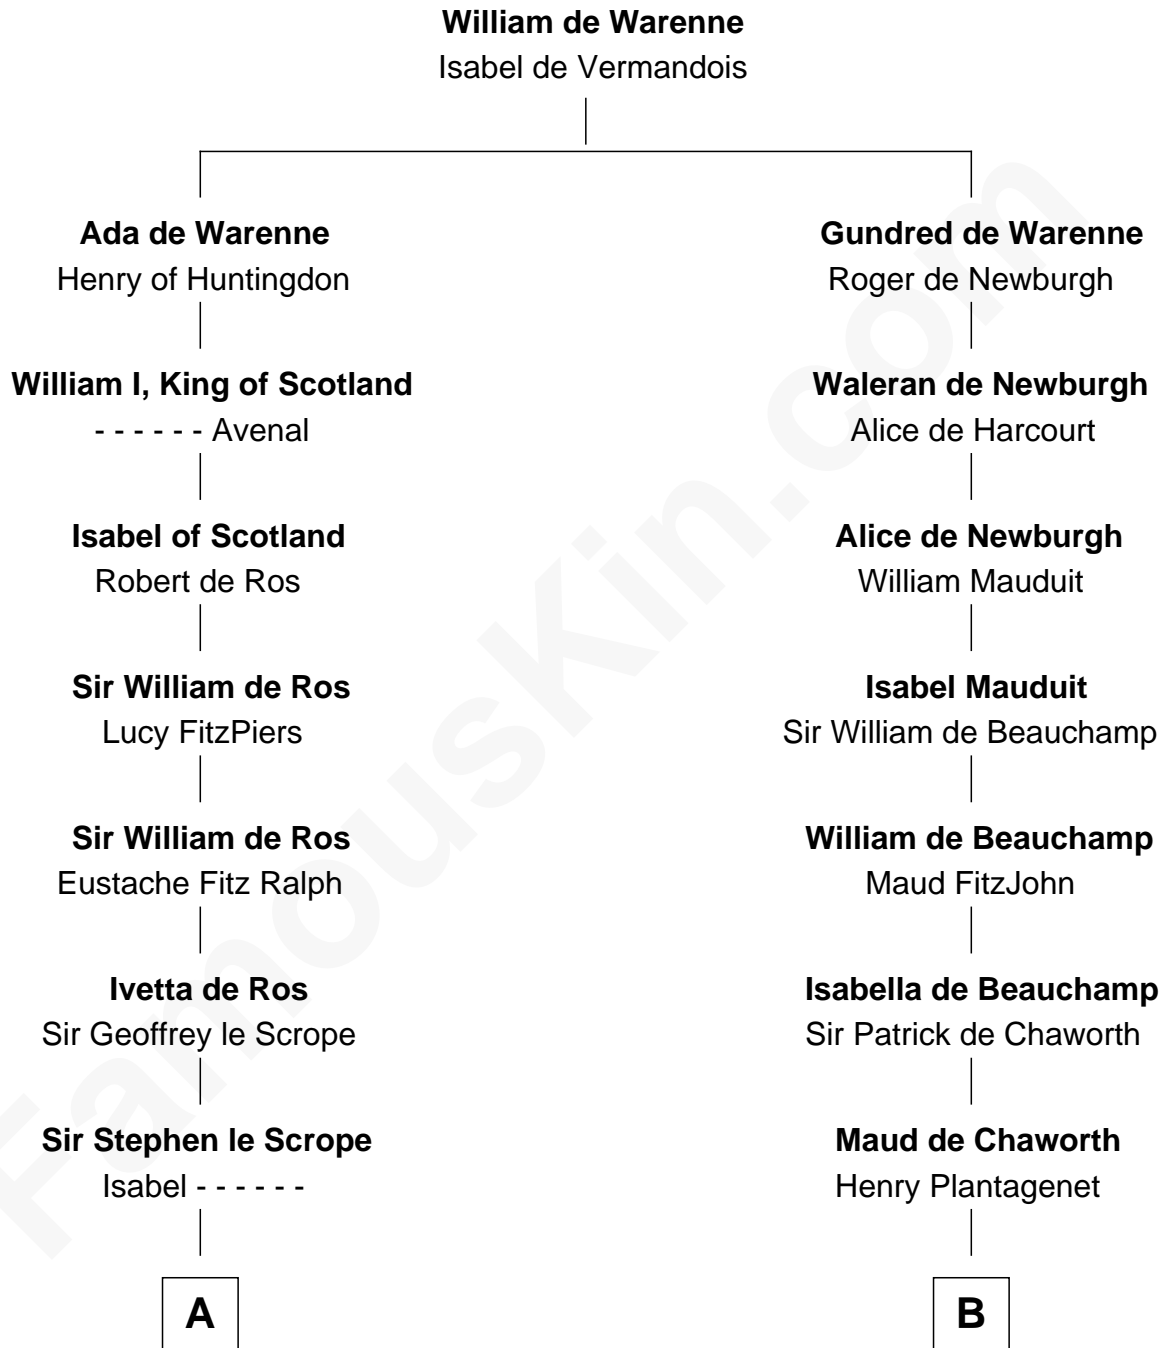 William de Warenne
Isabel de Vermandois
Ada de Warenne
Henry of Huntingdon
William I, King of Scotland
- - - - - - Avenal
Isabel of Scotland
Robert de Ros
Sir William de Ros
Lucy FitzPiers
Sir William de Ros
Eustache Fitz Ralph
Ivetta de Ros
Sir Geoffrey le Scrope
Sir Stephen le Scrope
Isabel - - - - - -
A
Gundred de Warenne
Roger de Newburgh
Waleran de Newburgh
Alice de Harcourt
Alice de Newburgh
William Mauduit
Isabel Mauduit
Sir William de Beauchamp
William de Beauchamp
Maud FitzJohn
Isabella de Beauchamp
Sir Patrick de Chaworth
Maud de Chaworth
Henry Plantagenet
B
FamousKin.com